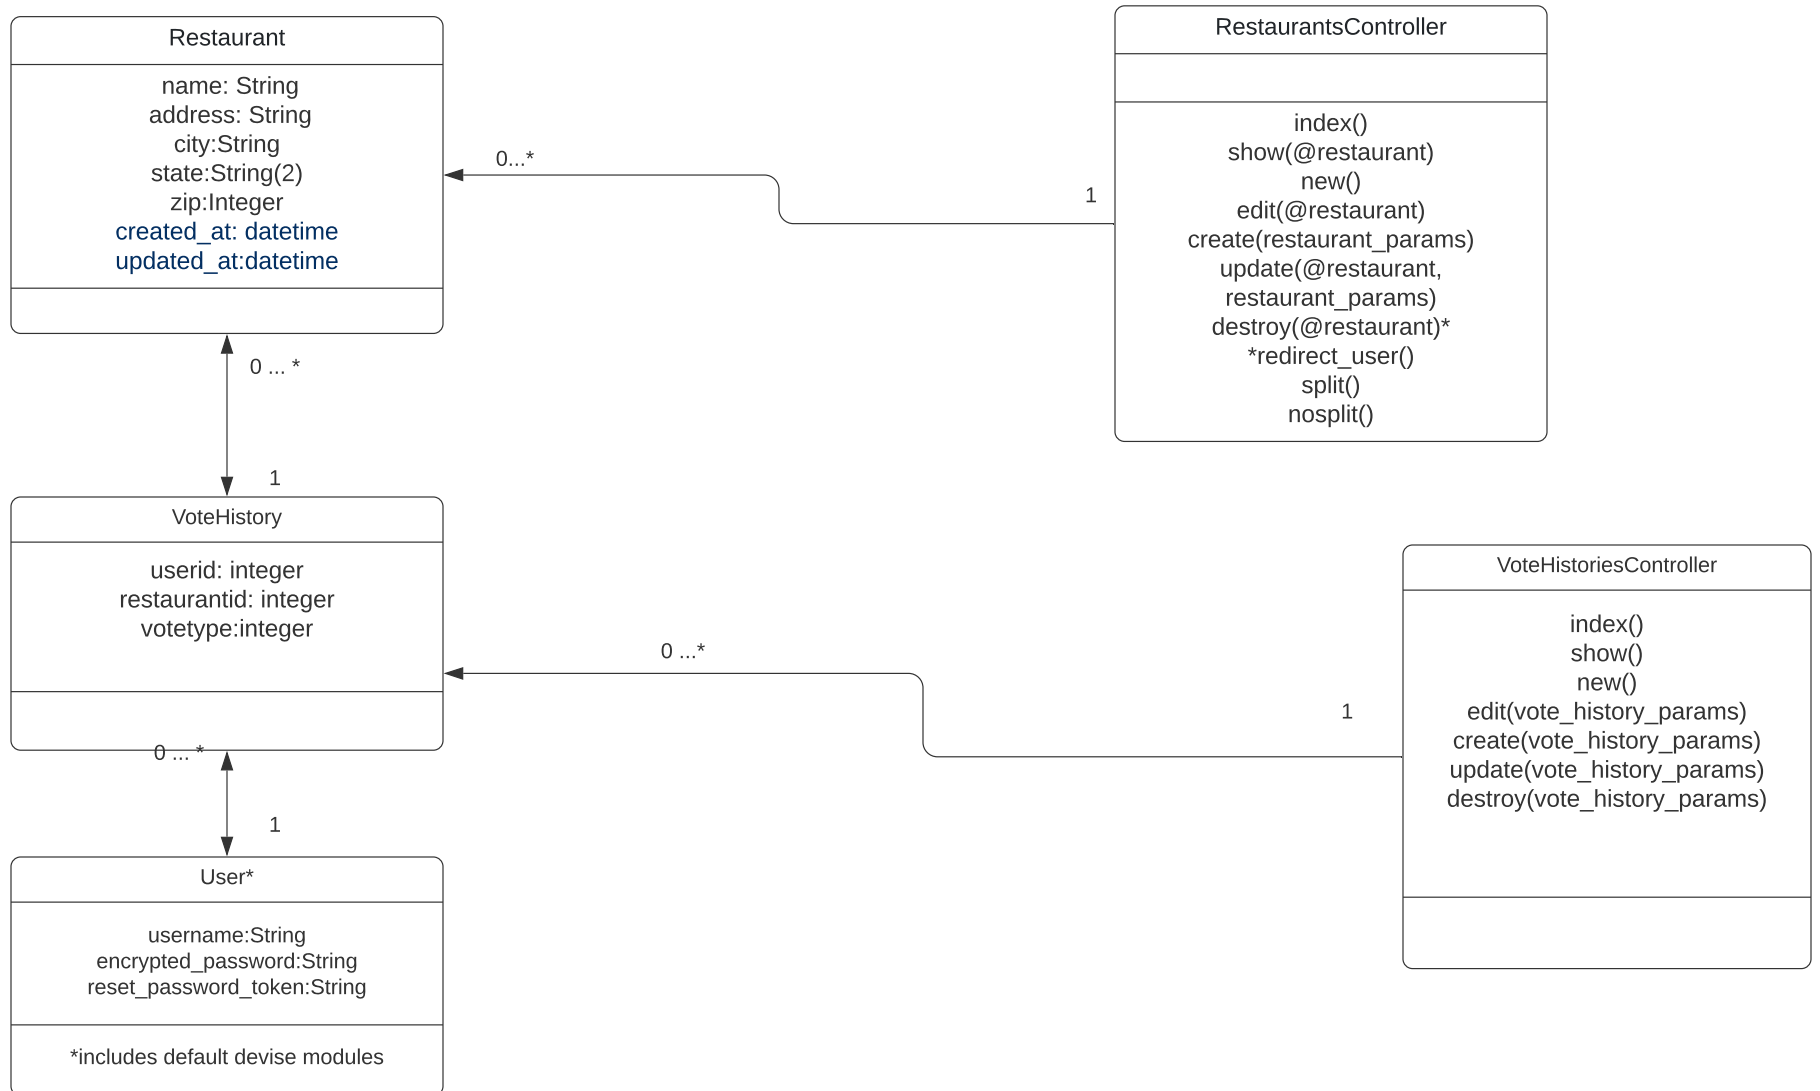 Restaurant
name: String
address: String
city:String
state:String(2)
zip:Integer
created_at: datetime
updated_at:datetime
0...*
1
RestaurantsController
index()
show(@restaurant)
new()
edit(@restaurant)
create(restaurant_params)
update(@restaurant,
restaurant_params)
destroy(@restaurant)*
*redirect_user()
split()
nosplit()
0 ... *
1
VoteHistory
userid: integer
restaurantid: integer
votetype:integer
0 ...*
1
VoteHistoriesController
index()
show()
new()
edit(vote_history_params)
create(vote_history_params)
update(vote_history_params)
destroy(vote_history_params)
0 ... *
1
User*
username:String
encrypted_password:String
reset_password_token:String
*includes default devise modules